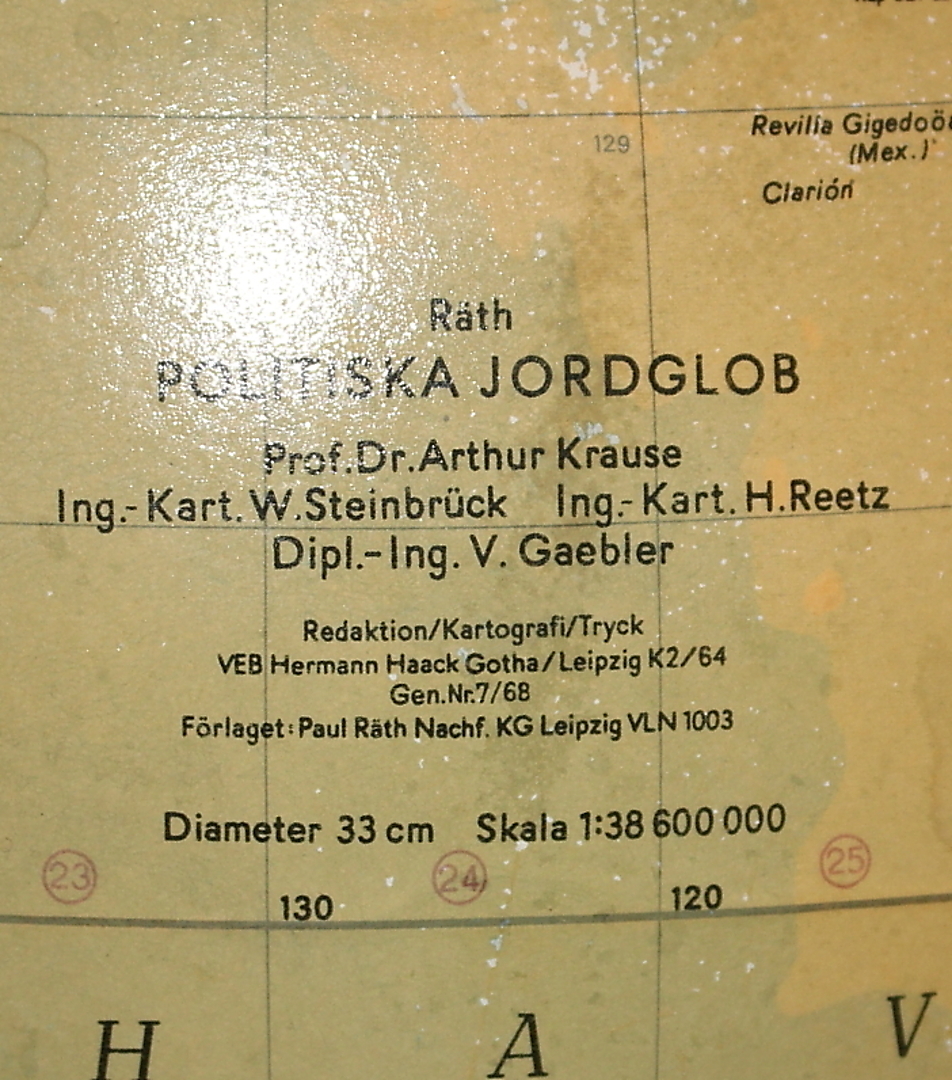 Revilla Gigedoö
(Mex.)
129
Clarión
Räth
POLITISKA JORDGLOB
Prof.Dr.Arthur Krause
Ing.-Kart. W.Steinbrück Ing.-Kart. H.Reetz
Dipl.-Ing. V. Gaebler
Redaktion/Kartografi/Tryck
VEB Hermann Haack Gotha/Leipzig K2/64
Gen.Nr.7/68
Förlaget: Paul Räth Nachf. KG Leipzig VLN 1003
Diameter 33 cm Skala 1:38 600 000
23 24 25
130 120
H A V